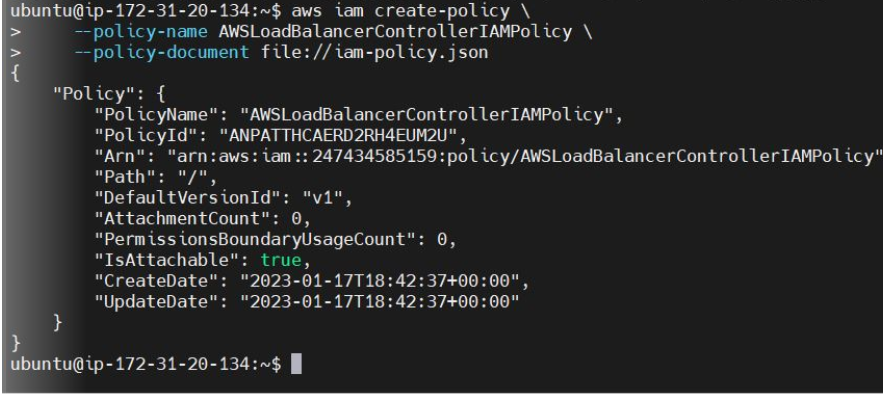 ubuntu@ip-172-31-20-134:~$ aws iam create-policy \
>     --policy-name AWSLoadBalancerControllerIAMPolicy \
>     --policy-document file://iam-policy.json
{
    "Policy": {
        "PolicyName": "AWSLoadBalancerControllerIAMPolicy",
        "PolicyId": "ANPATTHCAERD2RH4EUM2U",
        "Arn": "arn:aws:iam::247434585159:policy/AWSLoadBalancerControllerIAMPolicy"
        "Path": "/",
        "DefaultVersionId": "v1",
        "AttachmentCount": 0,
        "PermissionsBoundaryUsageCount": 0,
        "IsAttachable": true,
        "CreateDate": "2023-01-17T18:42:37+00:00",
        "UpdateDate": "2023-01-17T18:42:37+00:00"
    }
}
ubuntu@ip-172-31-20-134:~$